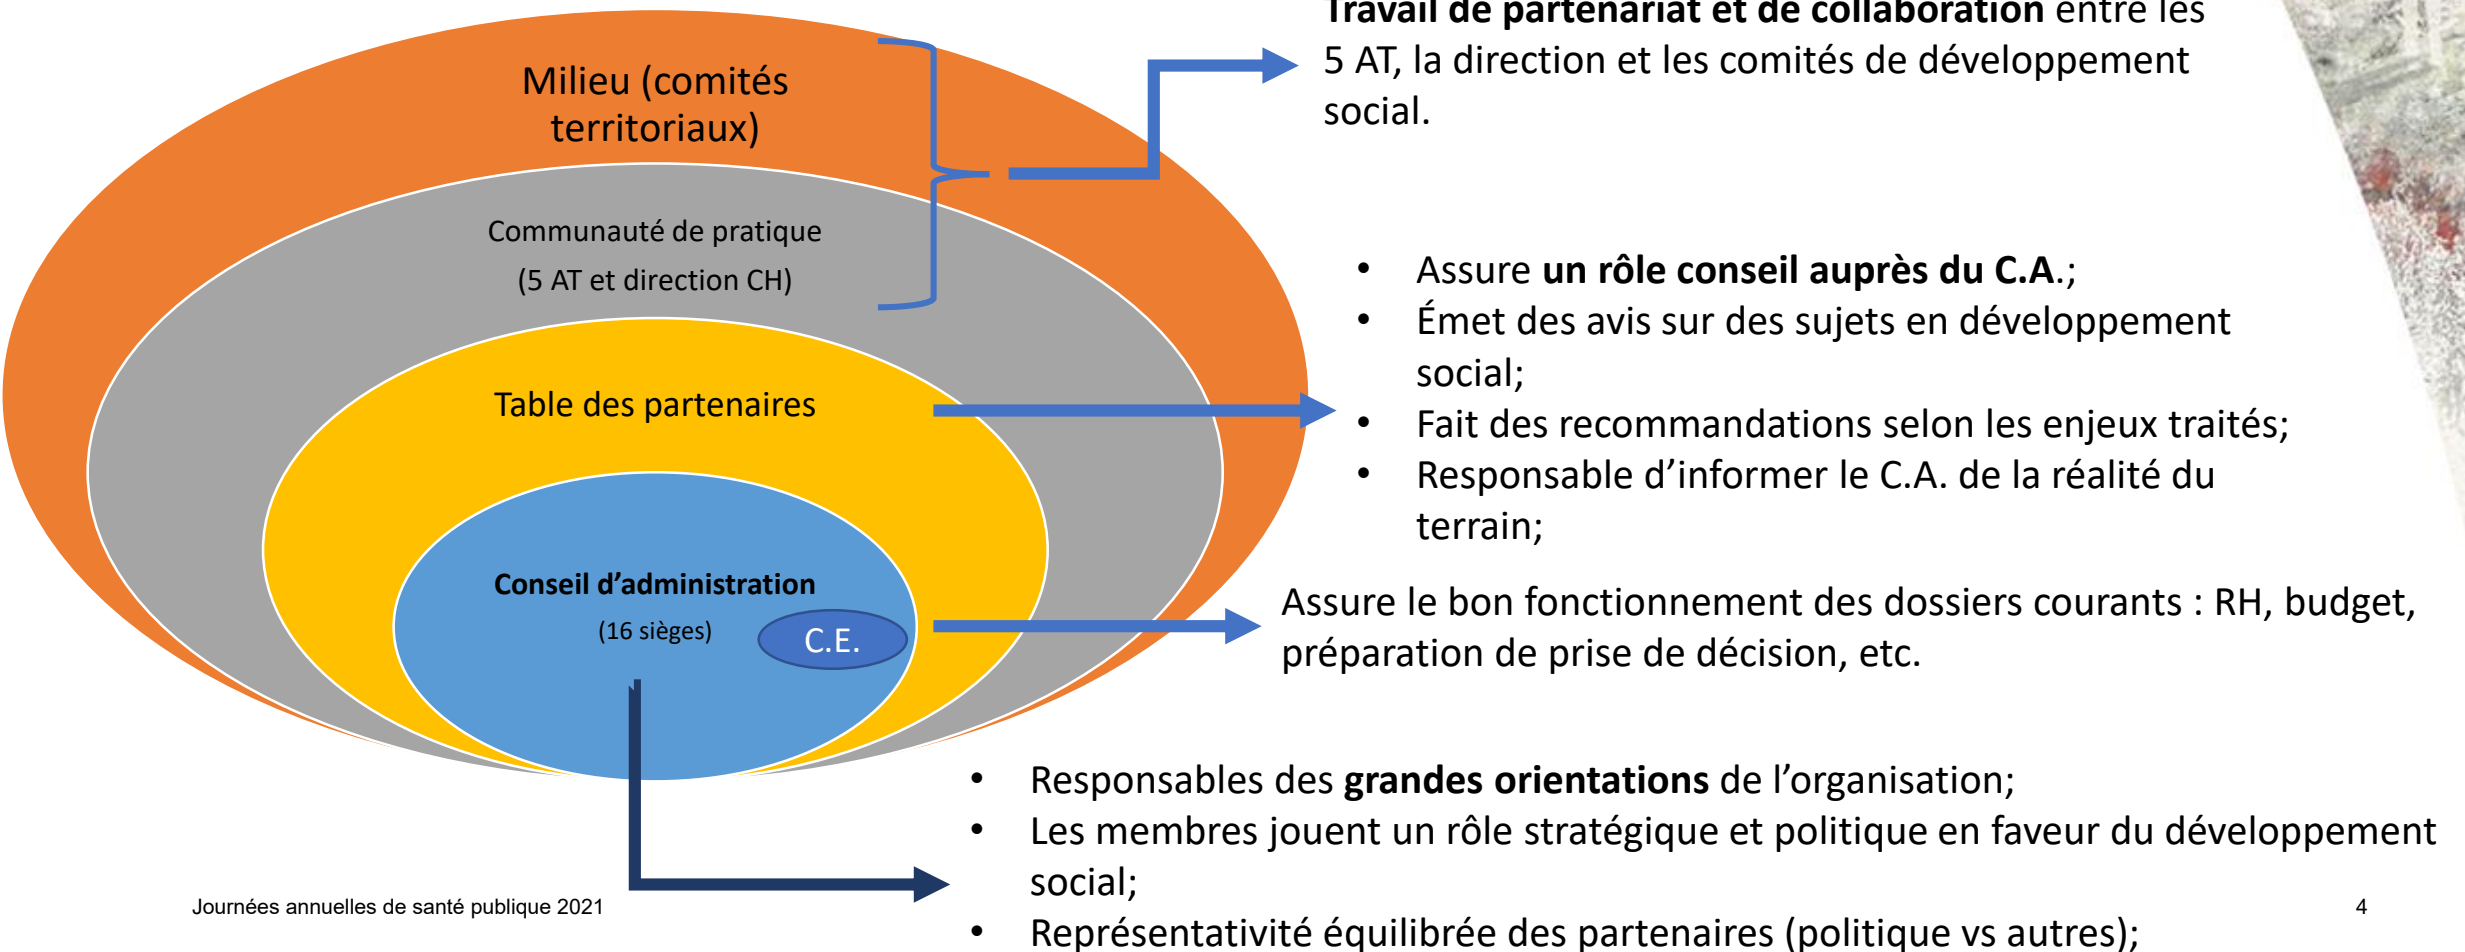 Travail de partenariat et de collaboration entre les
5 AT, la direction et les comités de développement
social.
Milieu (comités
territoriaux)
Communauté de pratique
(5 AT et direction CH)
Table des partenaires
Conseil d’administration
(16 sièges)
C.E.
• Assure un rôle conseil auprès du C.A.;
• Émet des avis sur des sujets en développement
social;
• Fait des recommandations selon les enjeux traités;
• Responsable d’informer le C.A. de la réalité du
terrain;
Assure le bon fonctionnement des dossiers courants : RH, budget,
préparation de prise de décision, etc.
• Responsables des grandes orientations de l’organisation;
• Les membres jouent un rôle stratégique et politique en faveur du développement
social;
• Représentativité équilibrée des partenaires (politique vs autres);
Journées annuelles de santé publique 2021
4